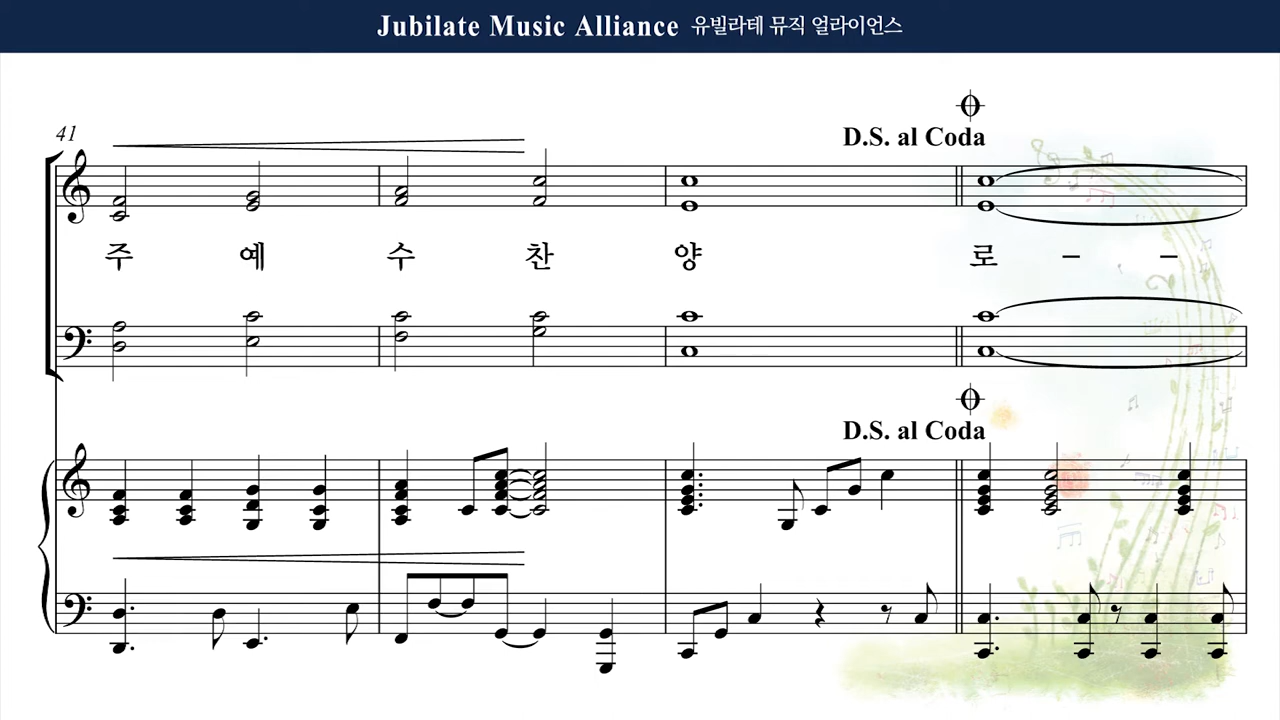 Jubilate Music Alliance 유빌라테 뮤직 얼라이언스
D.S. al Coda
41
주 예 수 찬 양 로 - -
D.S. al Coda